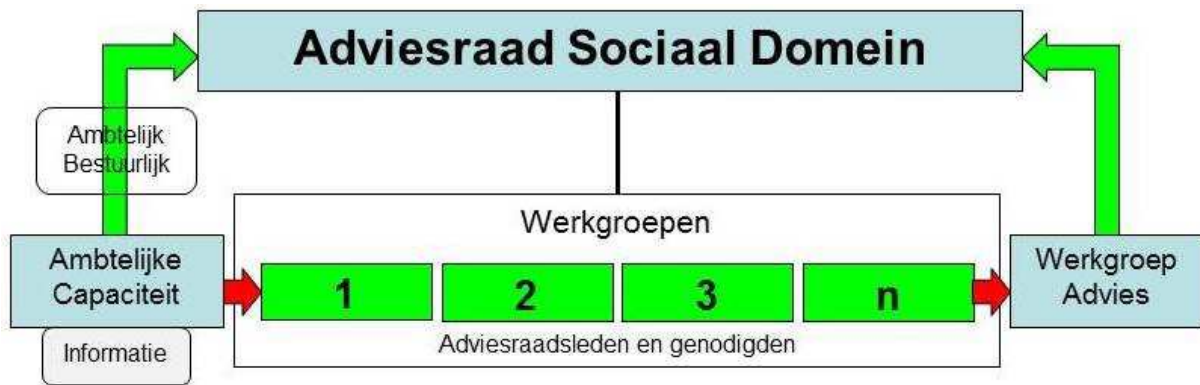 Adviesraad Sociaal Domein
Ambtelijk
Bestuurlijk
Werkgroepen
Ambtelijke
Capaciteit
1 2 3 n
Werkgroep
Advies
Informatie
Adviesraadsleden en genodigden